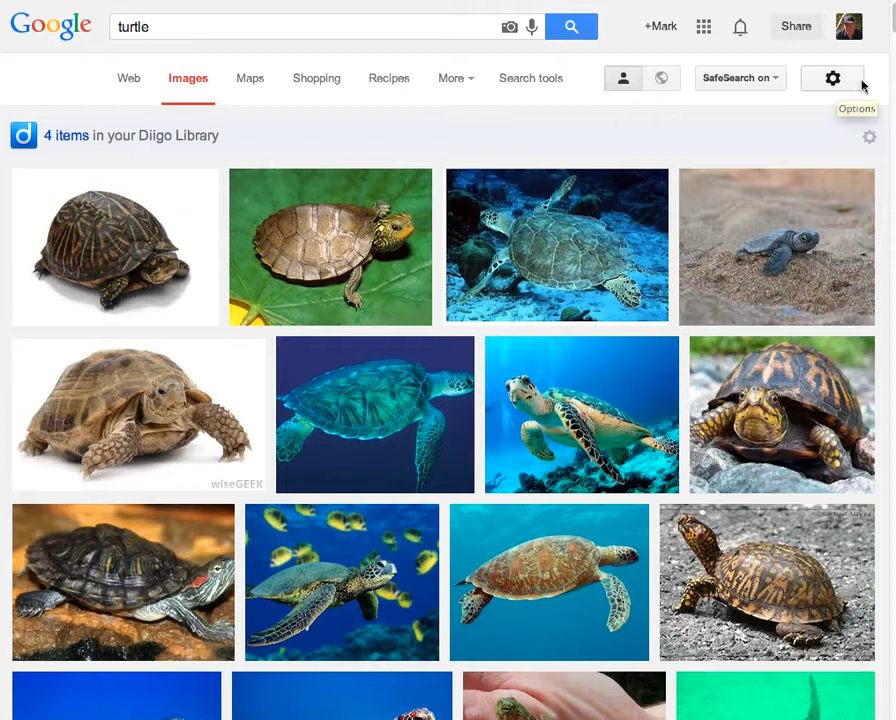 Google
turtle
+Mark
Share
Web Images Maps Shopping Recipes More Search tools
SafeSearch on
Options
4 items in your Diigo Library
wiseGEEK